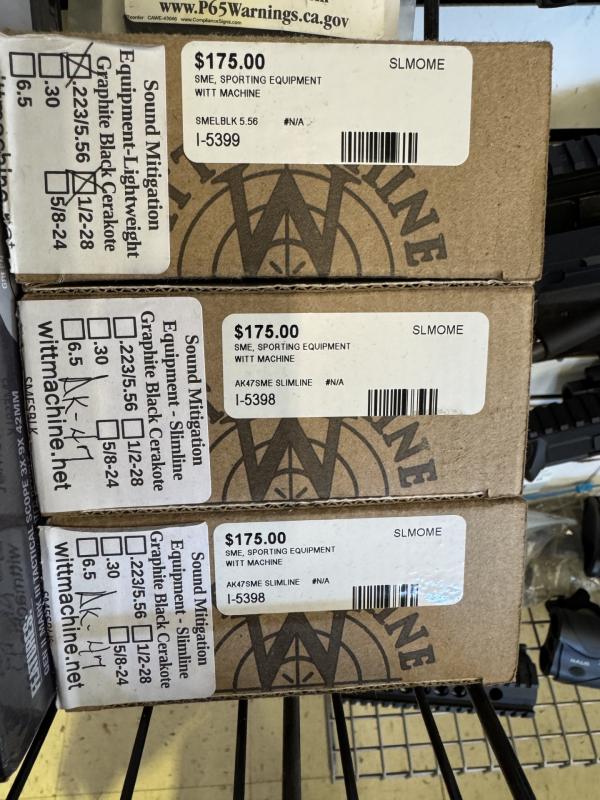 www.P65Warnings.ca.gov
$175.00
SLMOME
SME, SPORTING EQUIPMENT
WITT MACHINE
SMELBLK 5.56 #N/A
I-5399
Sound Mitigation
Equipment-Lightweight
Graphite Black Cerakote
.223/5.56 1/2-28
.30 5/8-24
6.5
$175.00
SLMOME
SME, SPORTING EQUIPMENT
WITT MACHINE
AK47SME SLIMLINE #N/A
I-5398
Sound Mitigation
Equipment - Slimline
Graphite Black Cerakote
.223/5.56 1/2-28
.30 5/8-24
6.5 AK-47
wittmachine.net
$175.00
SLMOME
SME, SPORTING EQUIPMENT
WITT MACHINE
AK47SME SLIMLINE #N/A
I-5398
Sound Mitigation
Equipment - Slimline
Graphite Black Cerakote
.223/5.56 1/2-28
.30 5/8-24
6.5 AK-47
wittmachine.net